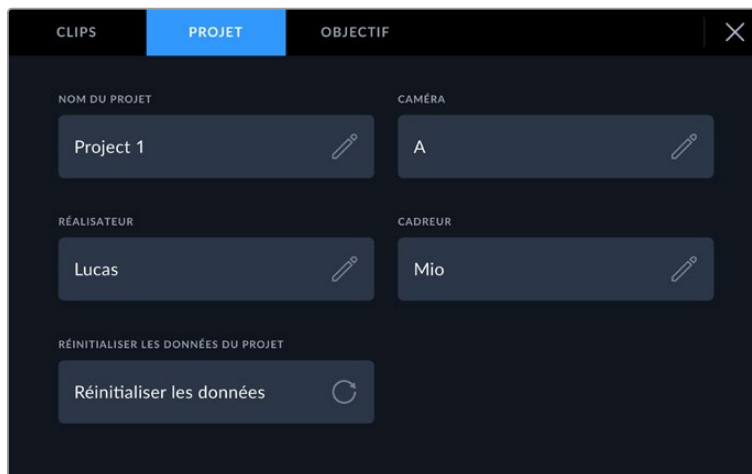 CLIPS PROJET OBJECTIF
NOM DU PROJET CAMÉRA
Project 1 A
RÉALISATEUR CADREUR
Lucas Mio
RÉINITIALISER LES DONNÉES DU PROJET
Réinitialiser les données